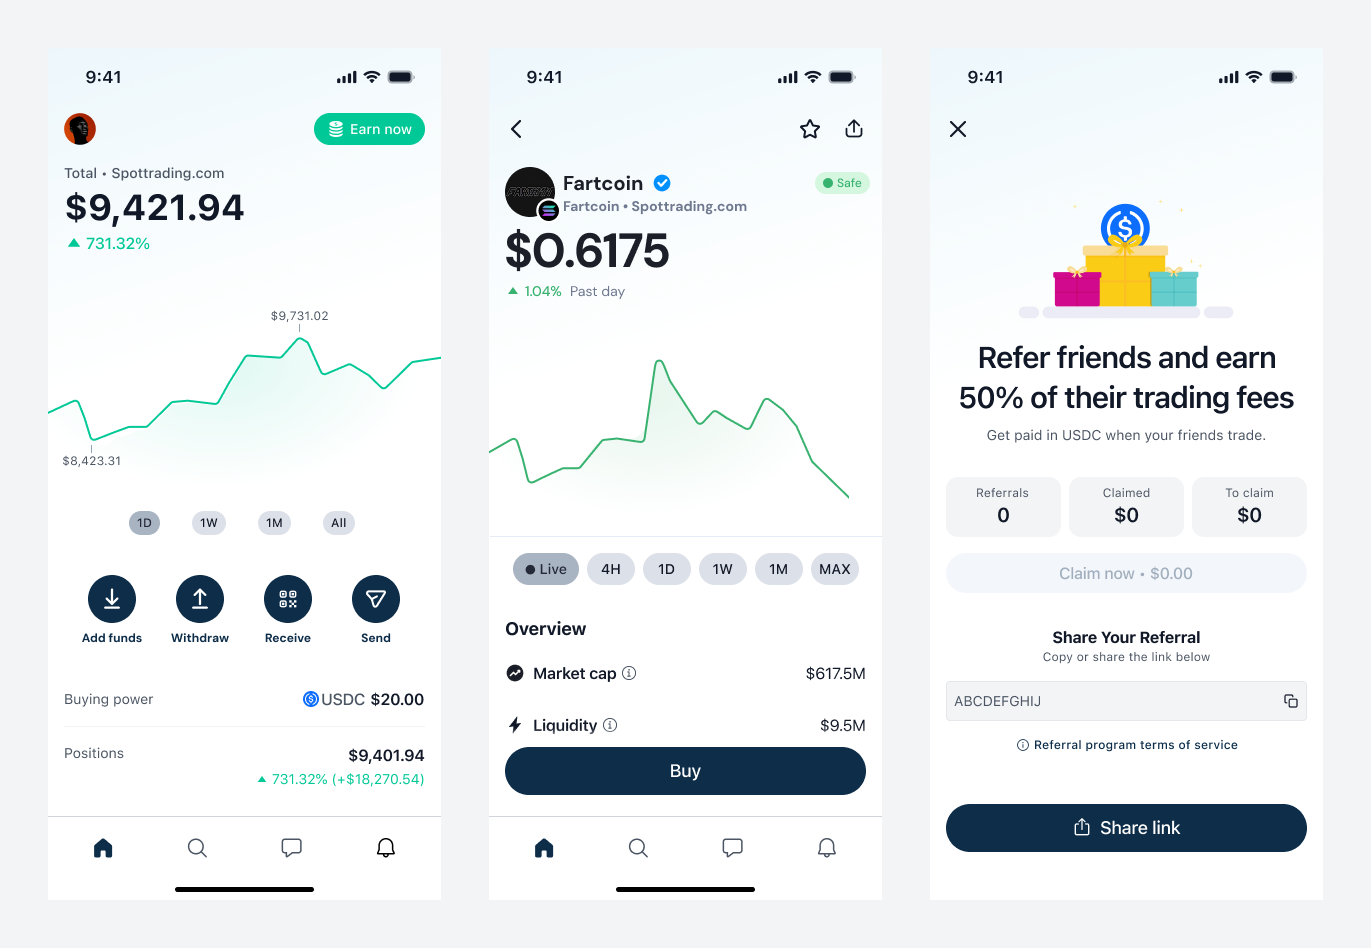 9:41
Earn now
Total • Spottrading.com
$9,421.94
731.32%
$9,731.02
$8,423.31
1D 1W 1M All
Add funds Withdraw Receive Send
Buying power USDC $20.00
Positions $9,401.94
731.32% (+$18,270.54)
9:41
Fartcoin
Safe
Fartcoin • Spottrading.com
$0.6175
1.04% Past day
Live 4H 1D 1W 1M MAX
Overview
Market cap $617.5M
Liquidity $9.5M
Buy
9:41
Refer friends and earn
50% of their trading fees
Get paid in USDC when your friends trade.
Referrals Claimed To claim
0 $0 $0
Claim now • $0.00
Share Your Referral
Copy or share the link below
ABCDEFGHIJ
Referral program terms of service
Share link